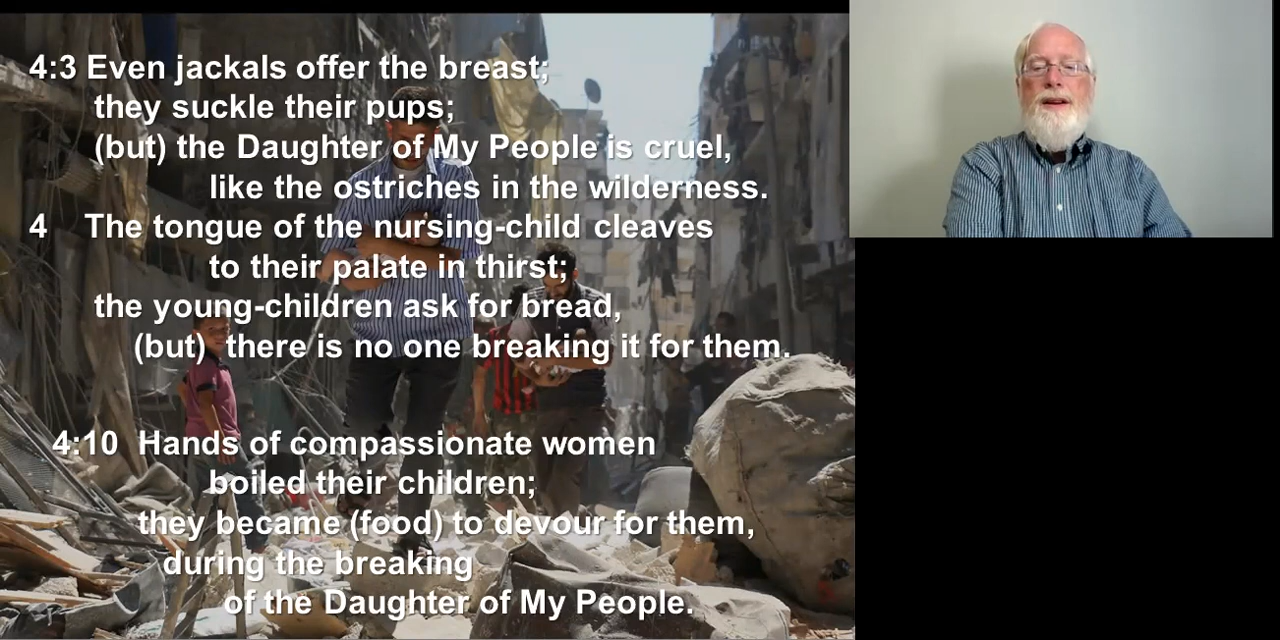 4:3 Even jackals offer the breast;
they suckle their pups;
(but) the Daughter of My People is cruel,
like the ostriches in the wilderness.
4 The tongue of the nursing-child cleaves
to their palate in thirst;
the young-children ask for bread,
(but) there is no one breaking it for them.
4:10 Hands of compassionate women
boiled their children;
they became (food) to devour for them,
during the breaking
of the Daughter of My People.